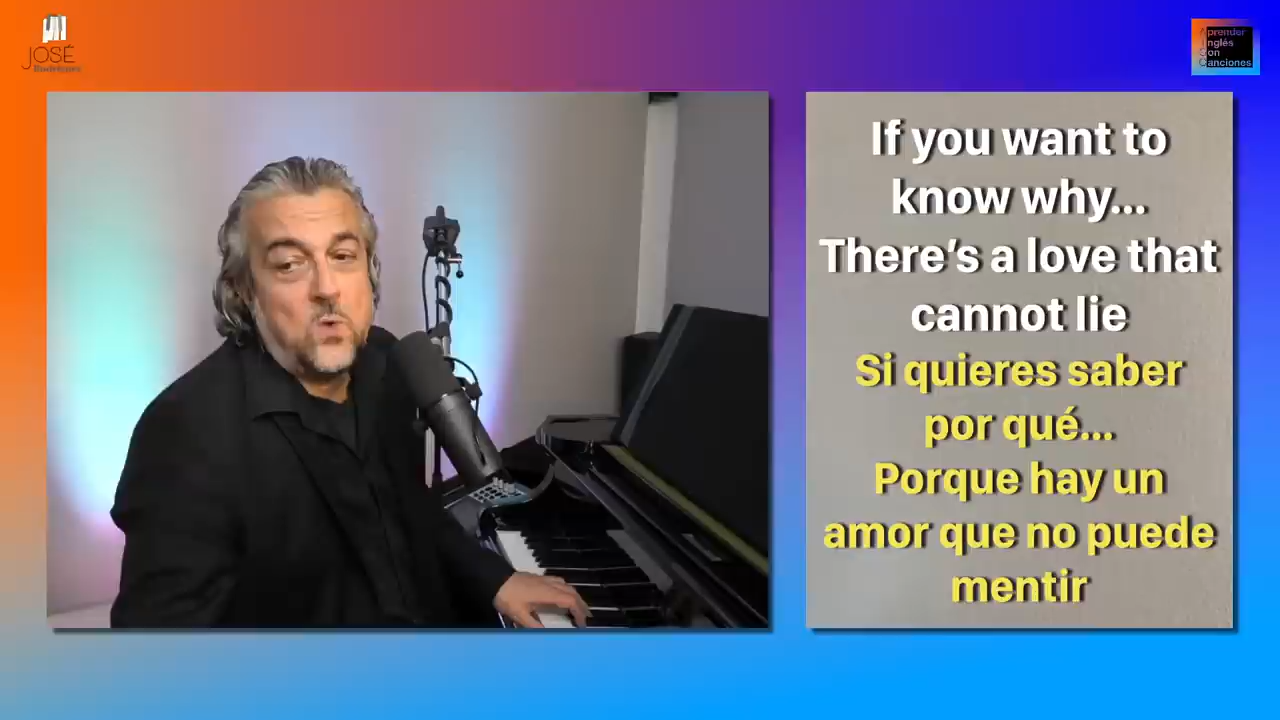 JOSÉ
Rodríguez
Aprender
Inglés
Con
Canciones
If you want to
know why...
There's a love that
cannot lie
Si quieres saber
por qué...
Porque hay un
amor que no puede
mentir